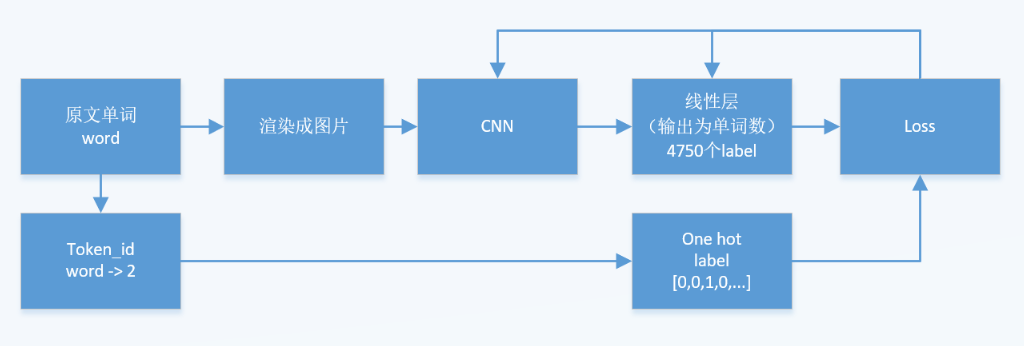 原文单词
word
渲染成图片
CNN
线性层
（输出为单词数）
4750个label
Loss
Token_id
word -> 2
One hot
label
[0,0,1,0,...]